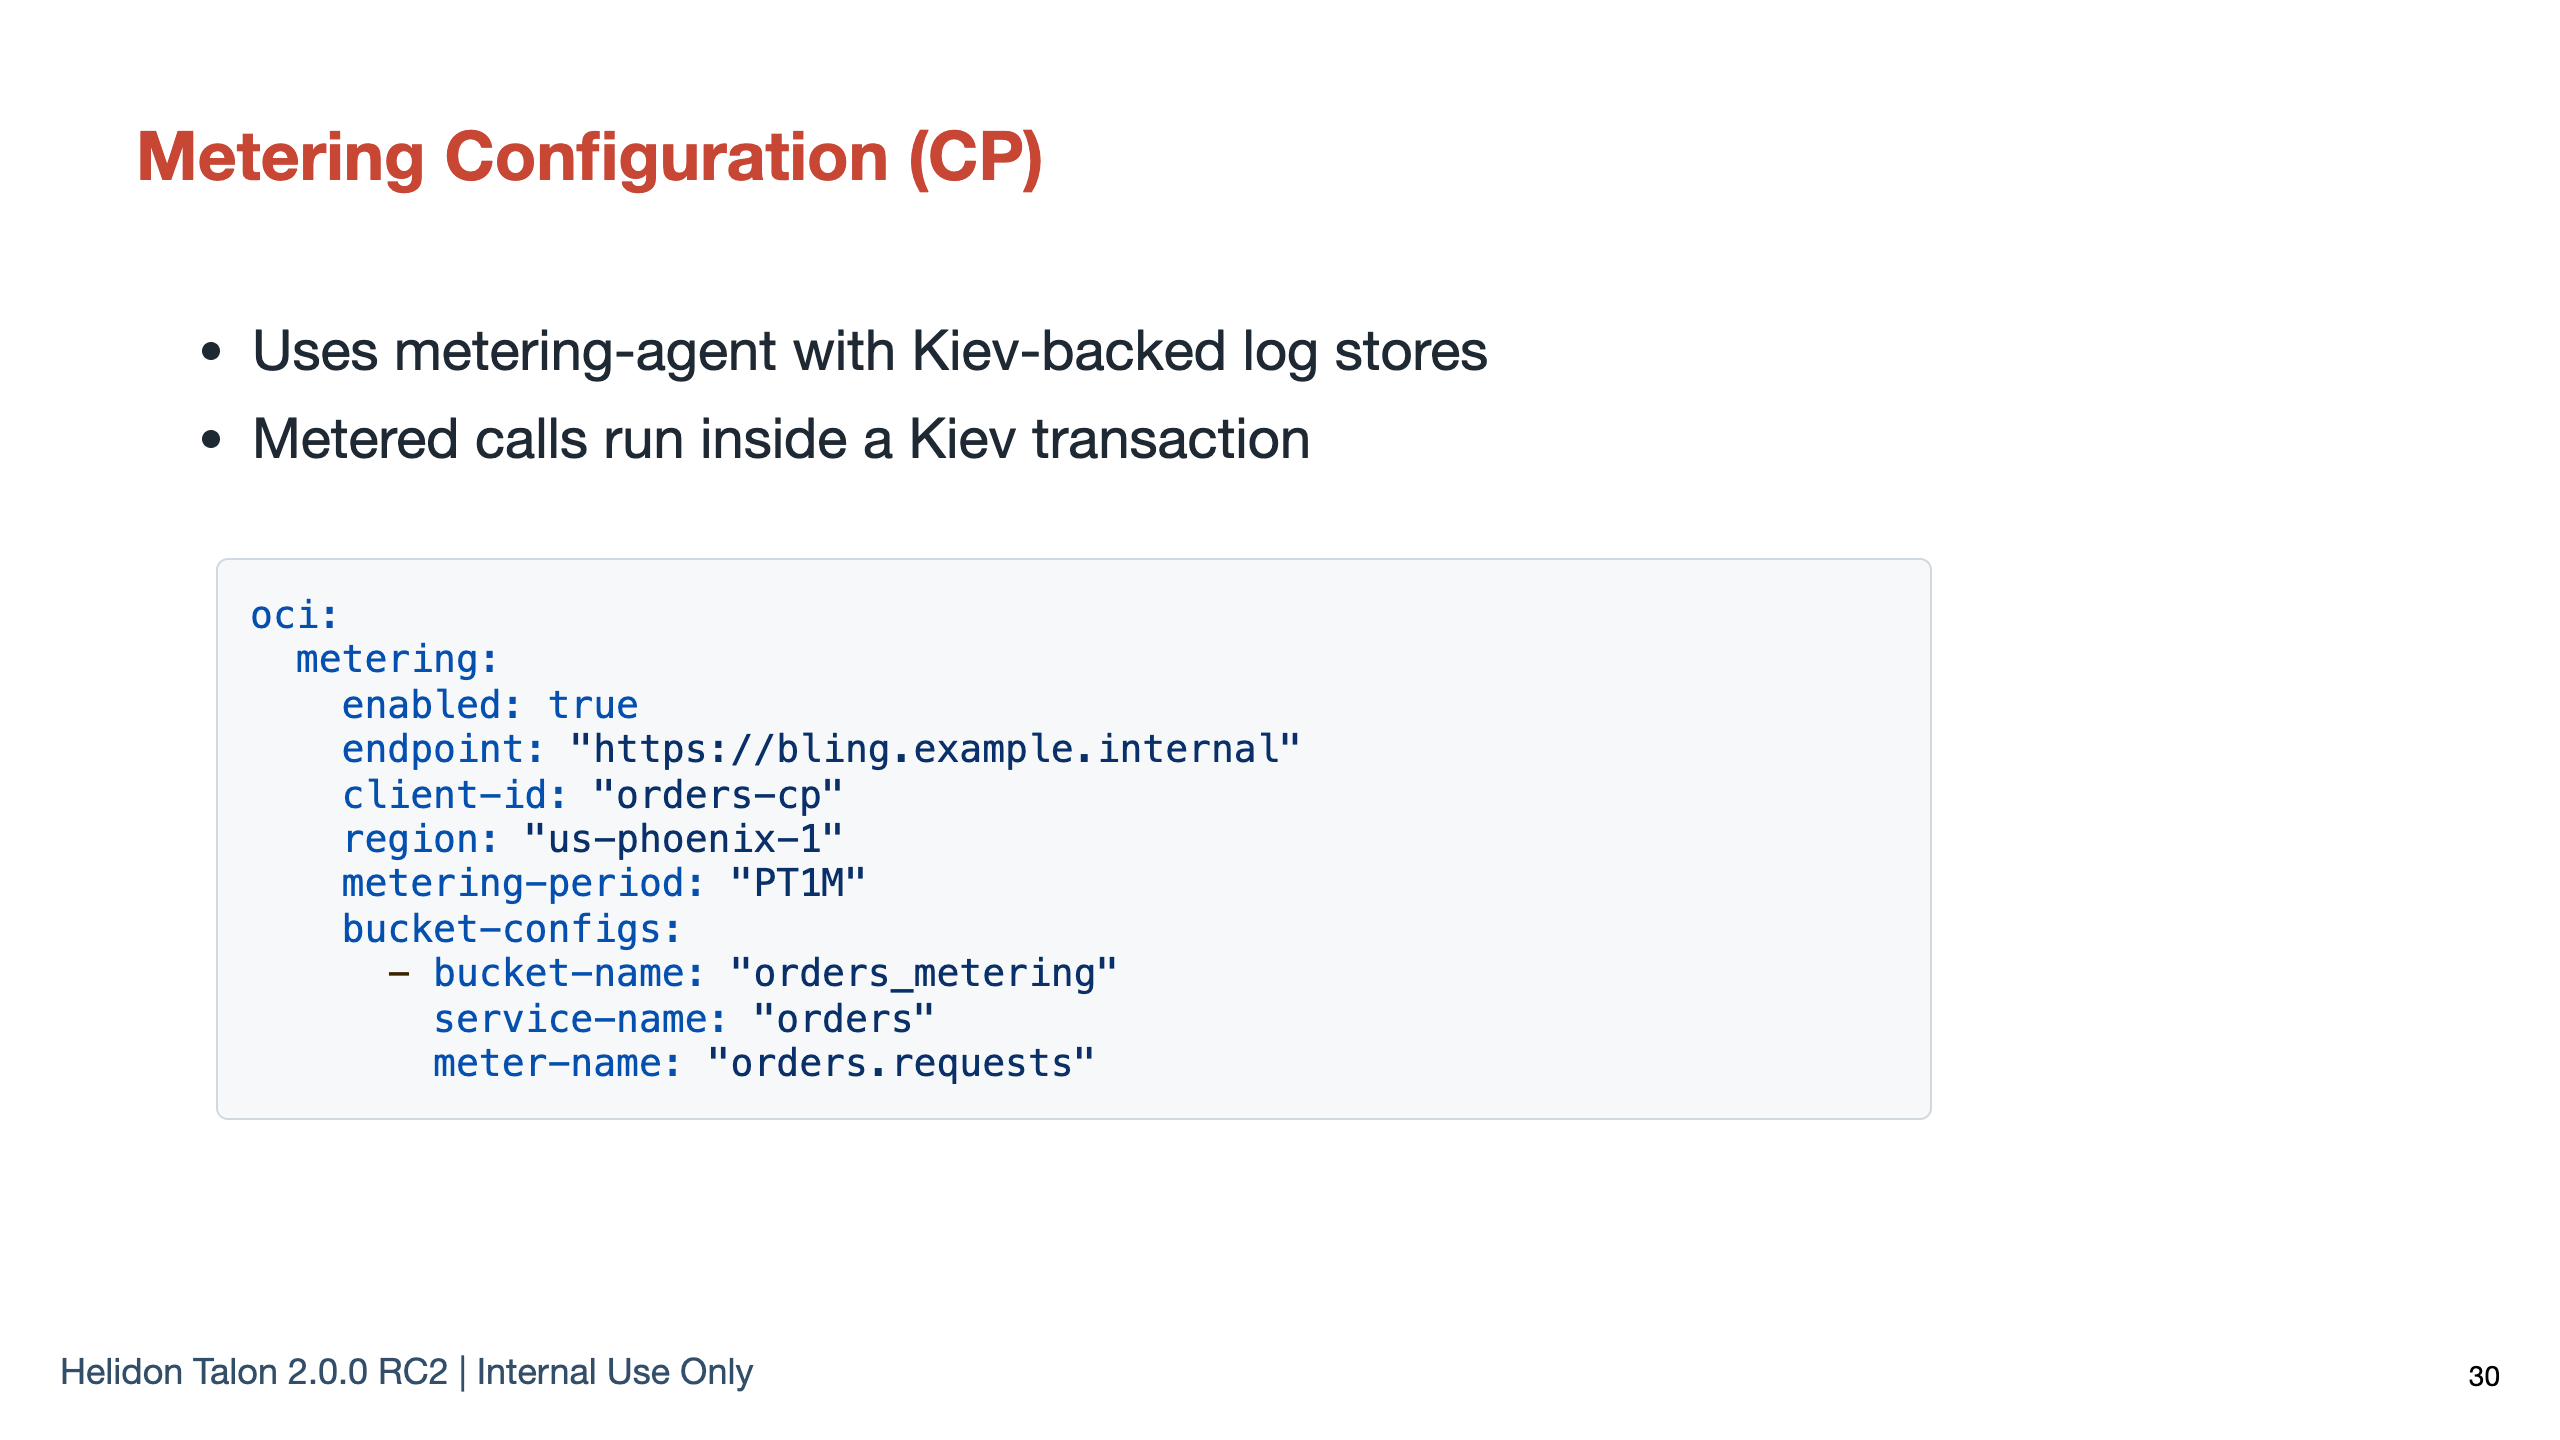 Metering Configuration (CP)
• Uses metering-agent with Kiev-backed log stores
• Metered calls run inside a Kiev transaction
oci:
  metering:
    enabled: true
    endpoint: "https://bling.example.internal"
    client-id: "orders-cp"
    region: "us-phoenix-1"
    metering-period: "PT1M"
    bucket-configs:
      - bucket-name: "orders_metering"
        service-name: "orders"
        meter-name: "orders.requests"
Helidon Talon 2.0.0 RC2 | Internal Use Only
30